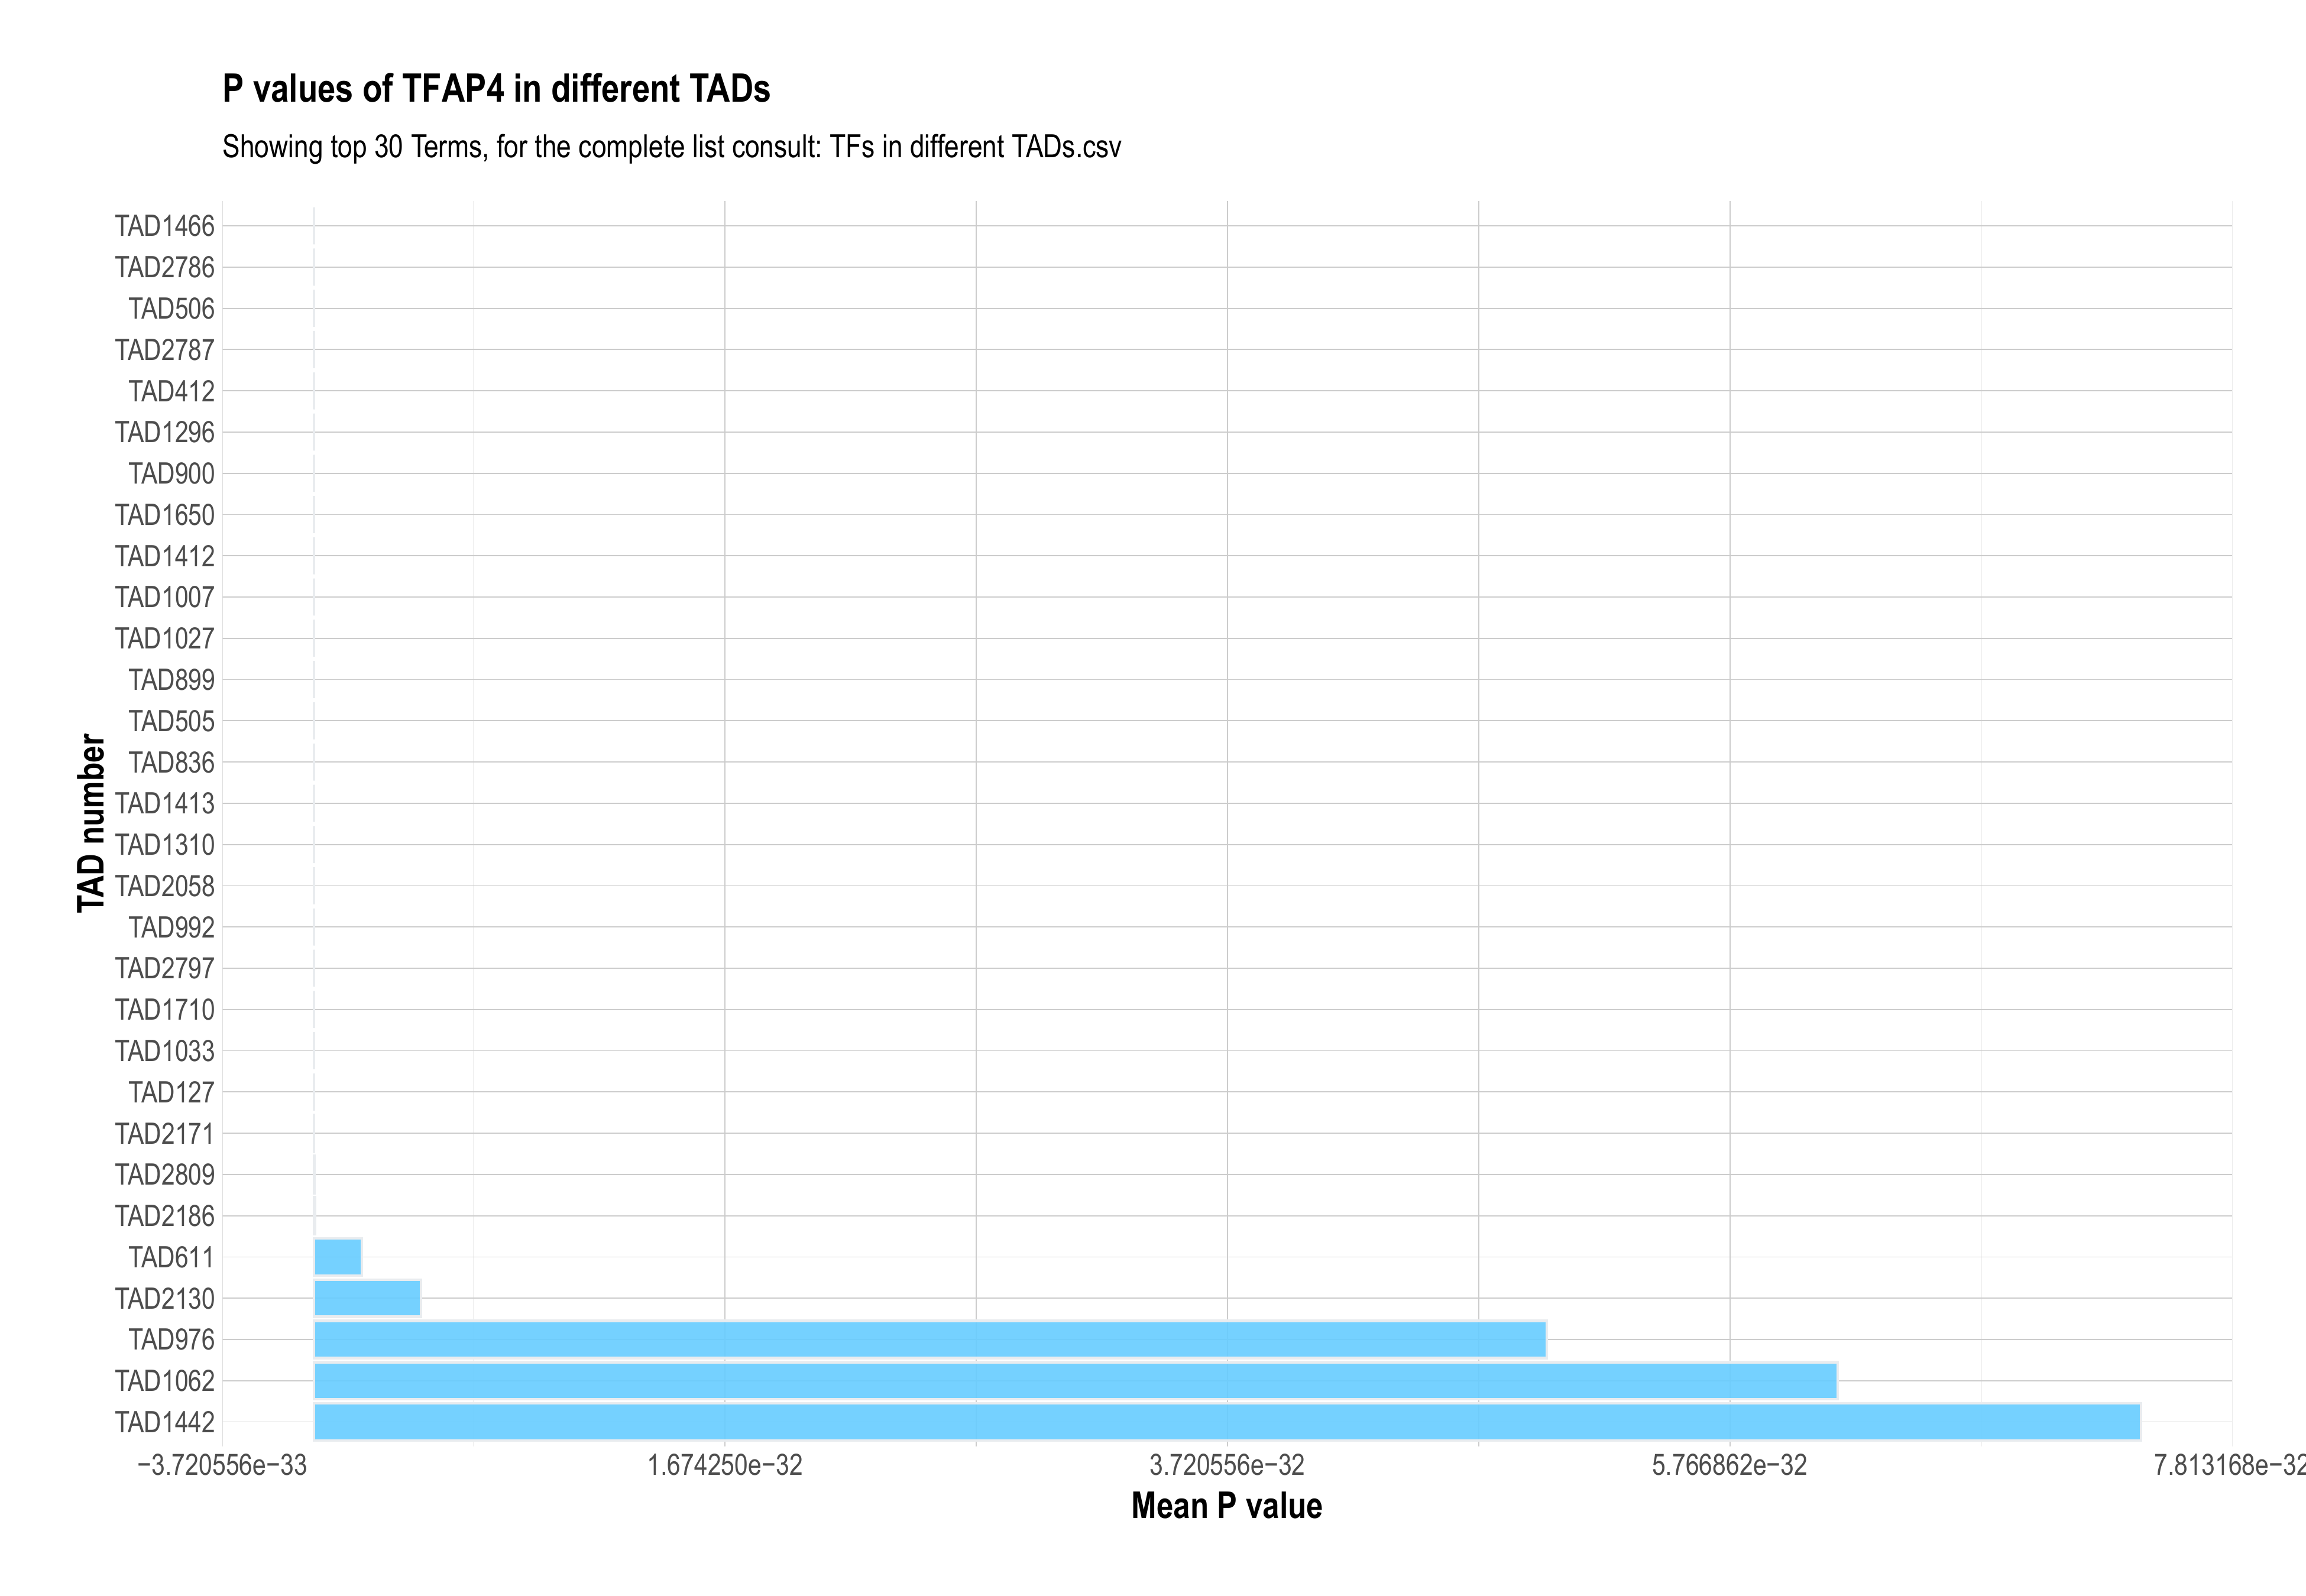 P values of TFAP4 in different TADs
Showing top 30 Terms, for the complete list consult: TFs in different TADs.csv
TAD number
TAD1466
TAD2786
TAD506
TAD2787
TAD412
TAD1296
TAD900
TAD1650
TAD1412
TAD1007
TAD1027
TAD899
TAD505
TAD836
TAD1413
TAD1310
TAD2058
TAD992
TAD2797
TAD1710
TAD1033
TAD127
TAD2171
TAD2809
TAD2186
TAD611
TAD2130
TAD976
TAD1062
TAD1442
−3.720556e−33 1.674250e−32 3.720556e−32 5.766862e−32 7.813168e−32
Mean P value